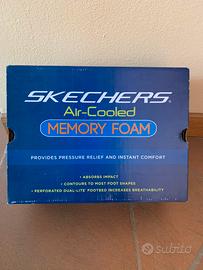 SKECHERS
Air-Cooled
MEMORY FOAM
PROVIDES PRESSURE RELIEF AND INSTANT COMFORT
• ABSORBS IMPACT
• CONTOURS TO MOST FOOT SHAPES
• PERFORATED DUAL-LITE® FOOTBED INCREASES BREATHABILITY
subito